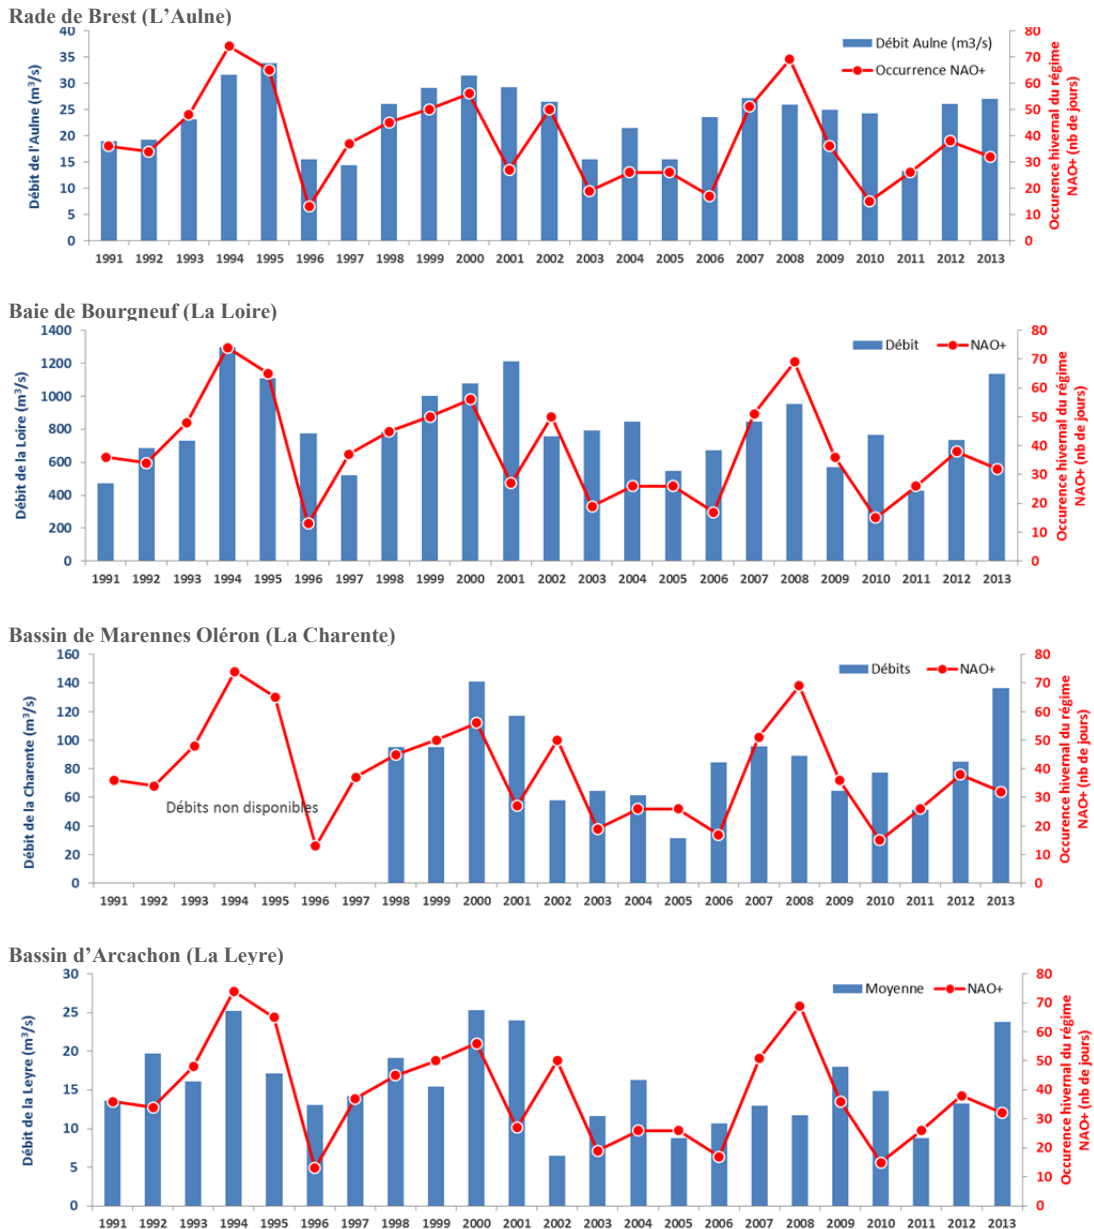 Rade de Brest (L'Aulne)
Débit de l'Aulne (m³/s)
40
35
30
25
20
15
10
5
0
Débit Aulne (m3/s)
Occurrence NAO+
80
70
60
50
40
30
20
10
0
Occurence hivernal du régime
NAO+ (nb de jours)
1991 1992 1993 1994 1995 1996 1997 1998 1999 2000 2001 2002 2003 2004 2005 2006 2007 2008 2009 2010 2011 2012 2013
Baie de Bourgneuf (La Loire)
Débit de la Loire (m³/s)
1400
1200
1000
800
600
400
200
0
Débit
NAO+
80
70
60
50
40
30
20
10
0
Occurence hivernal du régime
NAO+ (nb de jours)
1991 1992 1993 1994 1995 1996 1997 1998 1999 2000 2001 2002 2003 2004 2005 2006 2007 2008 2009 2010 2011 2012 2013
Bassin de Marennes Oléron (La Charente)
Débit de la Charente (m³/s)
160
140
120
100
80
60
40
20
0
Débits
NAO+
Débits non disponibles
80
70
60
50
40
30
20
10
0
Occurence hivernal du régime
NAO+ (nb de jours)
1991 1992 1993 1994 1995 1996 1997 1998 1999 2000 2001 2002 2003 2004 2005 2006 2007 2008 2009 2010 2011 2012 2013
Bassin d'Arcachon (La Leyre)
Débit de la Leyre (m³/s)
30
25
20
15
10
5
0
Moyenne
NAO+
80
70
60
50
40
30
20
10
0
Occurence hivernal du régime
NAO+ (nb de jours)
1991 1992 1993 1994 1995 1996 1997 1998 1999 2000 2001 2002 2003 2004 2005 2006 2007 2008 2009 2010 2011 2012 2013